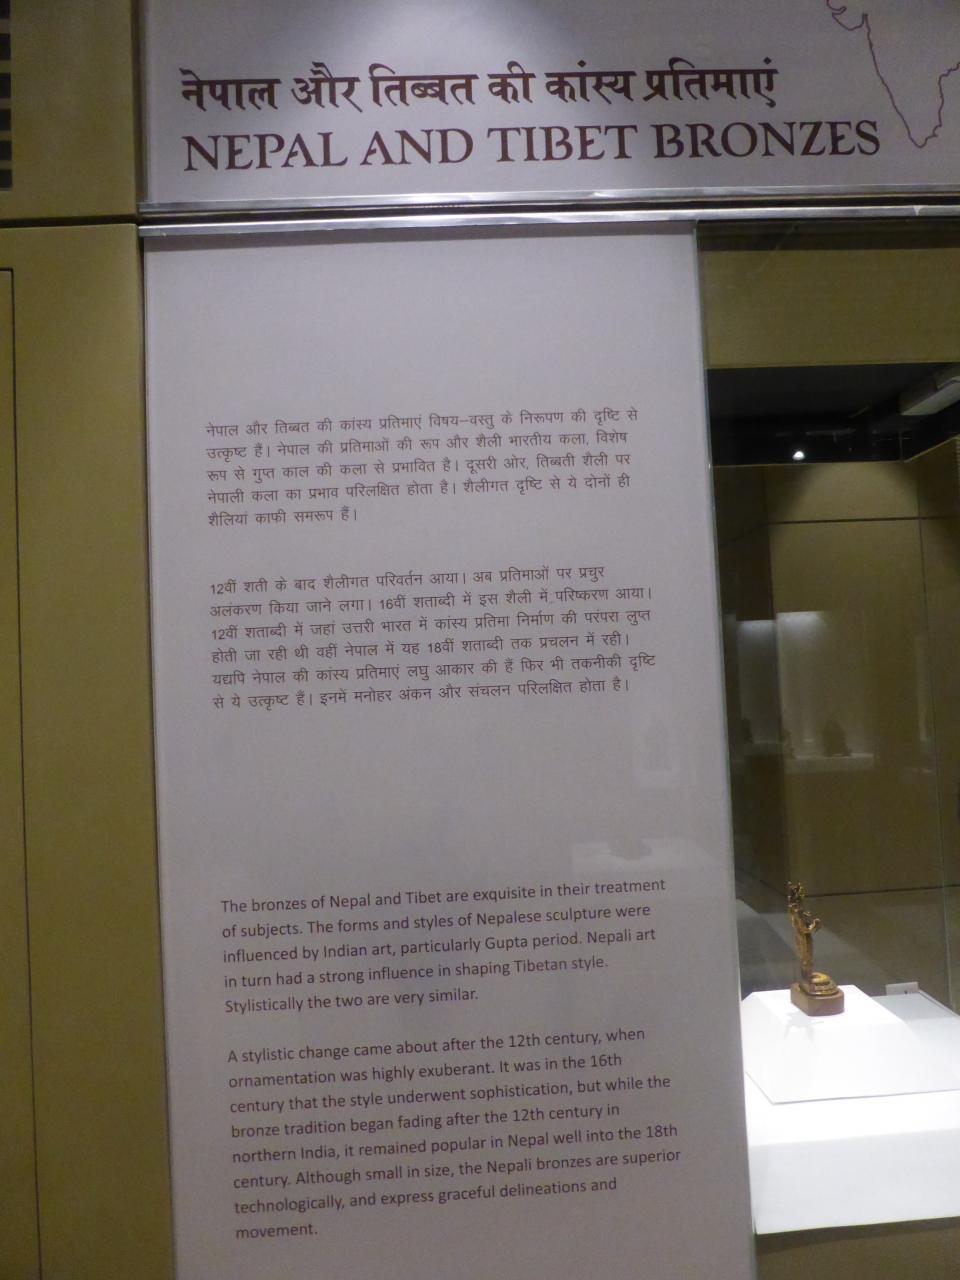 नेपाल और तिब्बत की कांस्य प्रतिमाएं
NEPAL AND TIBET BRONZES
नेपाल और तिब्बत की कांस्य प्रतिमाएं विषय–वस्तु के निरूपण की दृष्टि से
उत्कृष्ट हैं। नेपाल की प्रतिमाओं की रूप और शैली भारतीय कला, विशेष
रूप से गुप्त काल की कला से प्रभावित है। दूसरी ओर, तिब्बती शैली पर
नेपाली कला का प्रभाव परिलक्षित होता है। शैलीगत दृष्टि से ये दोनों ही
शैलियां काफी समरूप हैं।
12वीं शती के बाद शैलीगत परिवर्तन आया। अब प्रतिमाओं पर प्रचुर
अलंकरण किया जाने लगा। 16वीं शताब्दी में इस शैली में परिष्करण आया।
12वीं शताब्दी में जहां उत्तरी भारत में कांस्य प्रतिमा निर्माण की परंपरा लुप्त
होती जा रही थी वहीं नेपाल में यह 18वीं शताब्दी तक प्रचलन में रही।
यद्यपि नेपाल की कांस्य प्रतिमाएं लघु आकार की हैं फिर भी तकनीकी दृष्टि
से ये उत्कृष्ट हैं। इनमें मनोहर अंकन और संचलन परिलक्षित होता है।
The bronzes of Nepal and Tibet are exquisite in their treatment
of subjects. The forms and styles of Nepalese sculpture were
influenced by Indian art, particularly Gupta period. Nepali art
in turn had a strong influence in shaping Tibetan style.
Stylistically the two are very similar.
A stylistic change came about after the 12th century, when
ornamentation was highly exuberant. It was in the 16th
century that the style underwent sophistication, but while the
bronze tradition began fading after the 12th century in
northern India, it remained popular in Nepal well into the 18th
century. Although small in size, the Nepali bronzes are superior
technologically, and express graceful delineations and
movement.